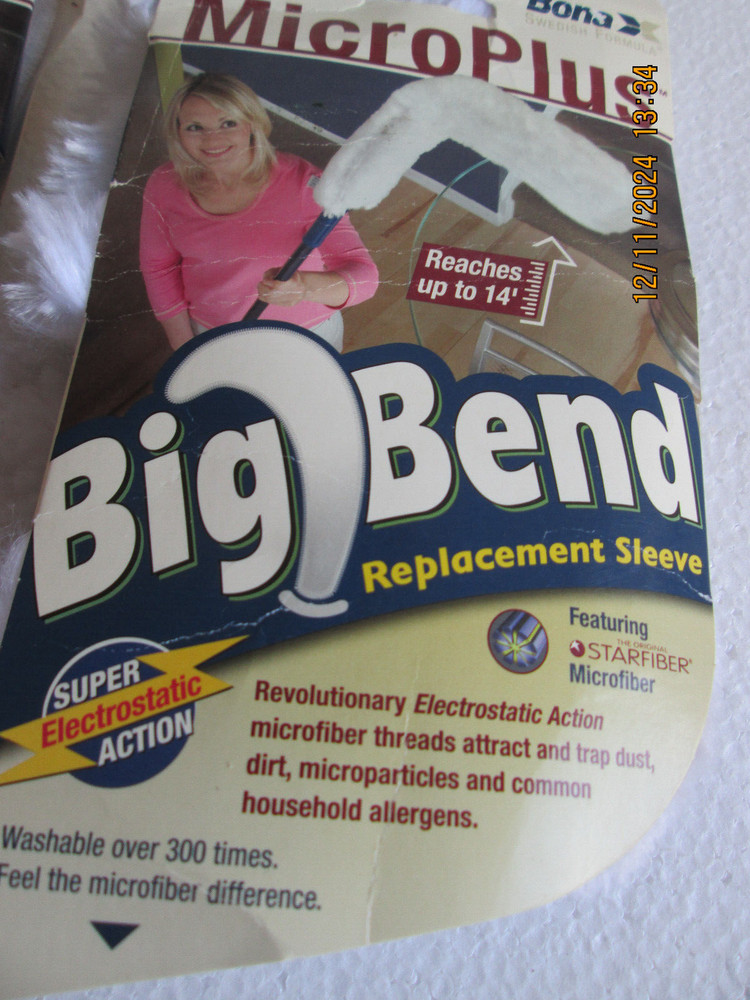 Bona
SWEDISH FORMULA
MicroPlus™
12/11/2024 13:34
Reaches
up to 14'
Big Bend
Replacement Sleeve
Featuring
THE ORIGINAL
STARFIBER®
Microfiber
SUPER
Electrostatic
ACTION
Revolutionary Electrostatic Action
microfiber threads attract and trap dust,
dirt, microparticles and common
household allergens.
Washable over 300 times.
Feel the microfiber difference.